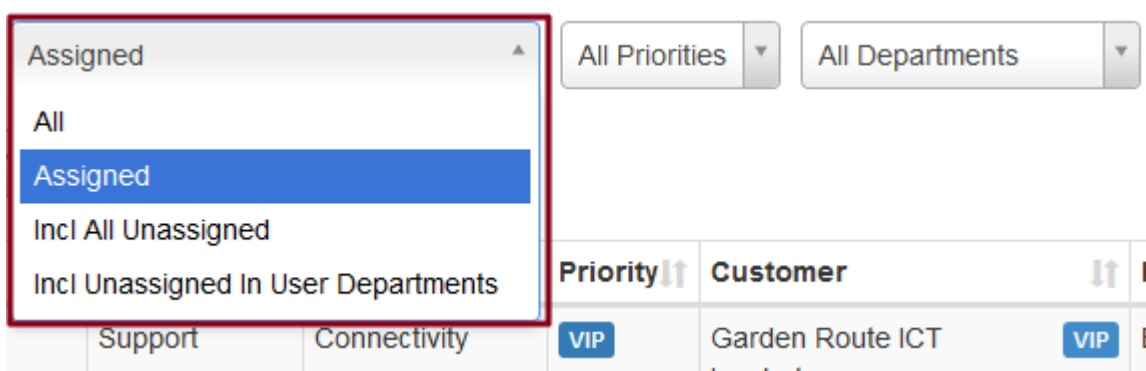 Assigned All Priorities All Departments
All
Assigned
Incl All Unassigned
Incl Unassigned In User Departments
Priority Customer
Support Connectivity VIP Garden Route ICT VIP